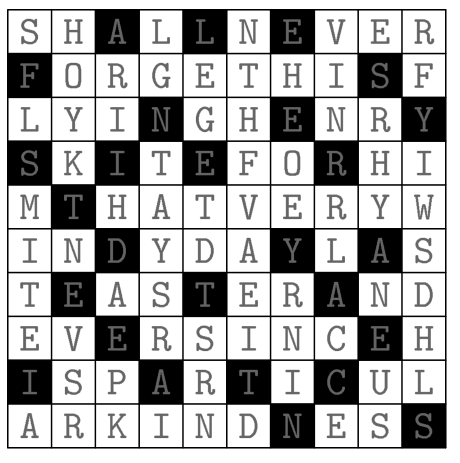 SHALLNEVER
FORGETHISF
LYINGHENRY
SKITEFORHI
MTHATVERYW
INDYDAYLAS
TEASTERAND
EVERSINCEH
ISPARTICUL
ARKINDNESS